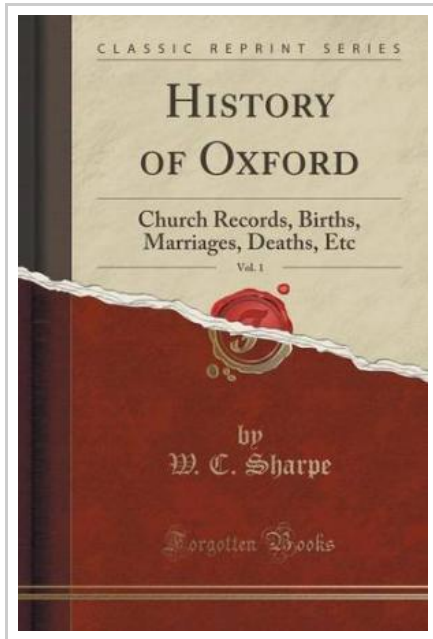 CLASSIC REPRINT SERIES
HISTORY
OF OXFORD
Church Records, Births,
Marriages, Deaths, Etc
Vol. 1
by
W. C. Sharpe
Forgotten Books